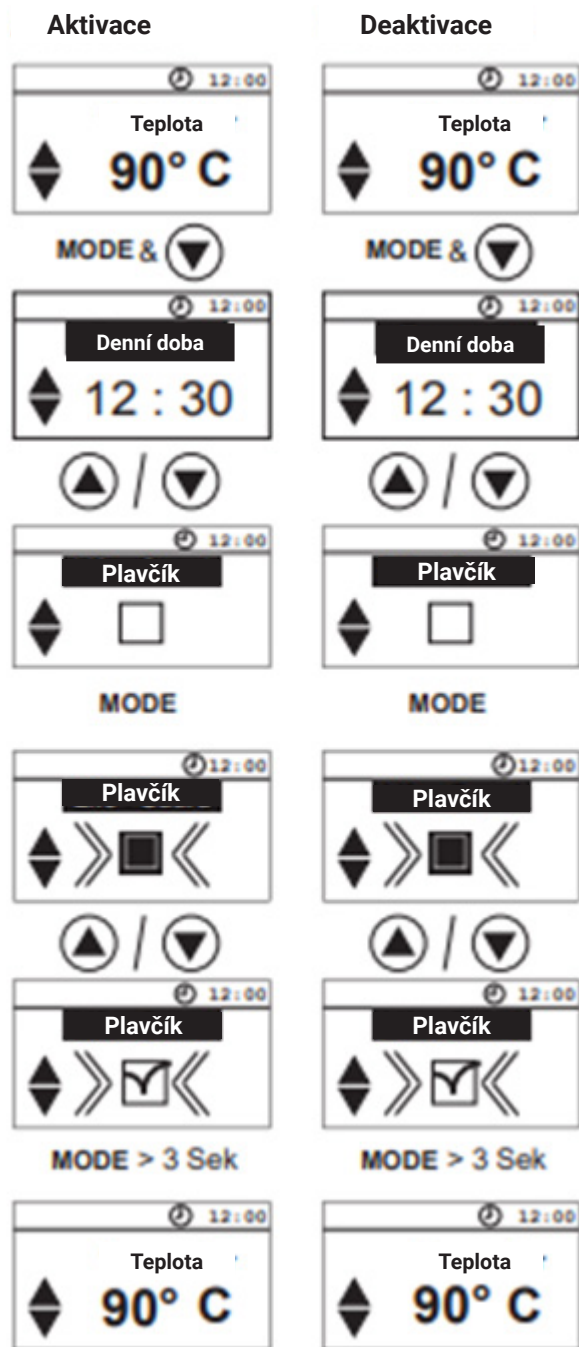 Aktivace Deaktivace
12:00 12:00
Teplota Teplota
90° C 90° C
MODE & MODE &
12:00 12:00
Denní doba Denní doba
12 : 30 12 : 30
/ /
12:00 12:00
Plavčík Plavčík
MODE MODE
12:00 12:00
Plavčík Plavčík
/ /
12:00 12:00
Plavčík Plavčík
MODE > 3 Sek MODE > 3 Sek
12:00 12:00
Teplota Teplota
90° C 90° C